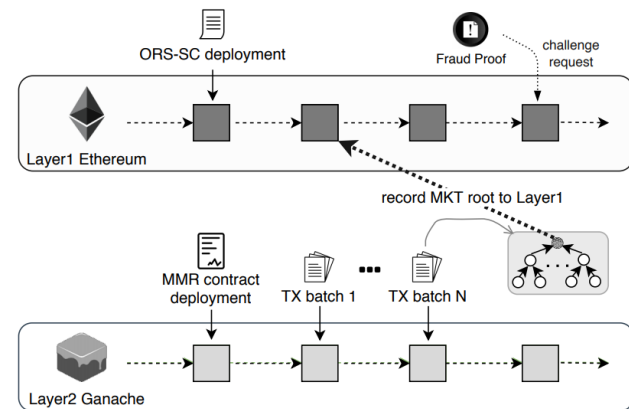 ORS-SC deployment
Fraud Proof
challenge
request
Layer1 Ethereum
record MKT root to Layer1
MMR contract
deployment
TX batch 1
TX batch N
Layer2 Ganache